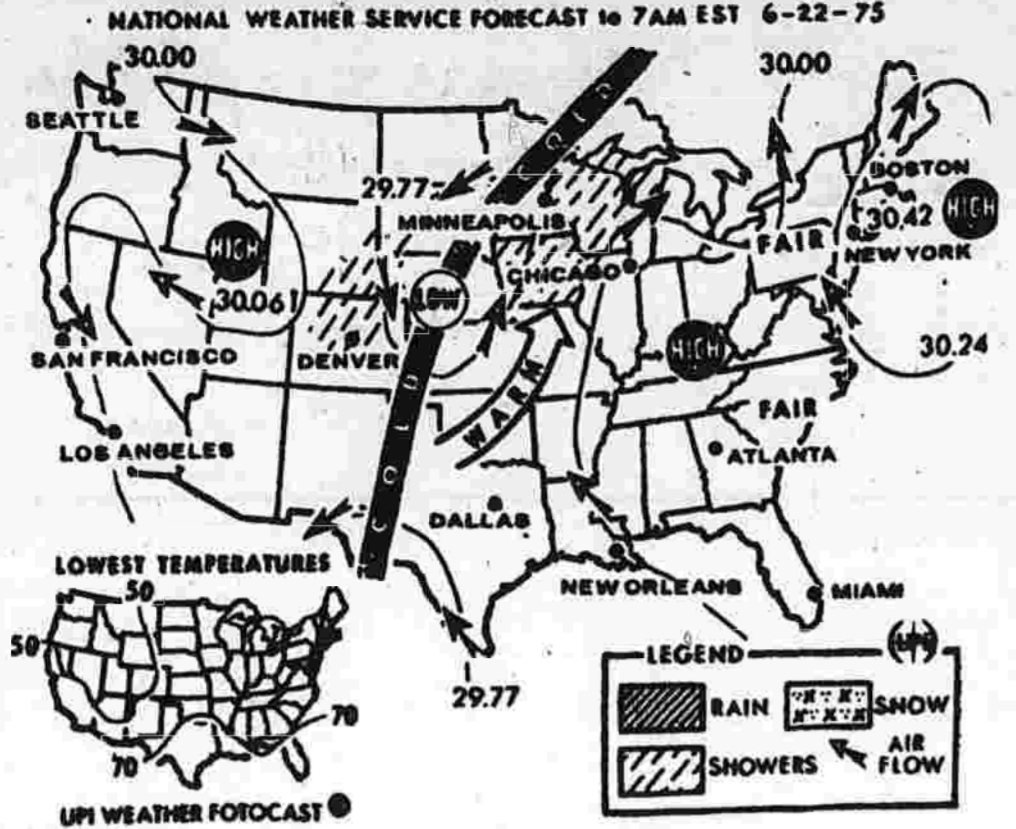 NATIONAL WEATHER SERVICE FORECAST to 7AM EST 6-22-75
30.00
30.00
SEATTLE
COLD
29.77
BOSTON
HIGH
30.42
HIGH
MINNEAPOLIS
FAIR
NEW YORK
CHICAGO
30.06
LOW
SAN FRANCISCO
DENVER
HIGH
30.24
WARM
COLD
FAIR
LOS ANGELES
ATLANTA
DALLAS
LOWEST TEMPERATURES
50
NEW ORLEANS
MIAMI
50
LEGEND
UPI
29.77
70
RAIN
SNOW
70
SHOWERS
AIR
FLOW
UPI WEATHER FOTOCAST